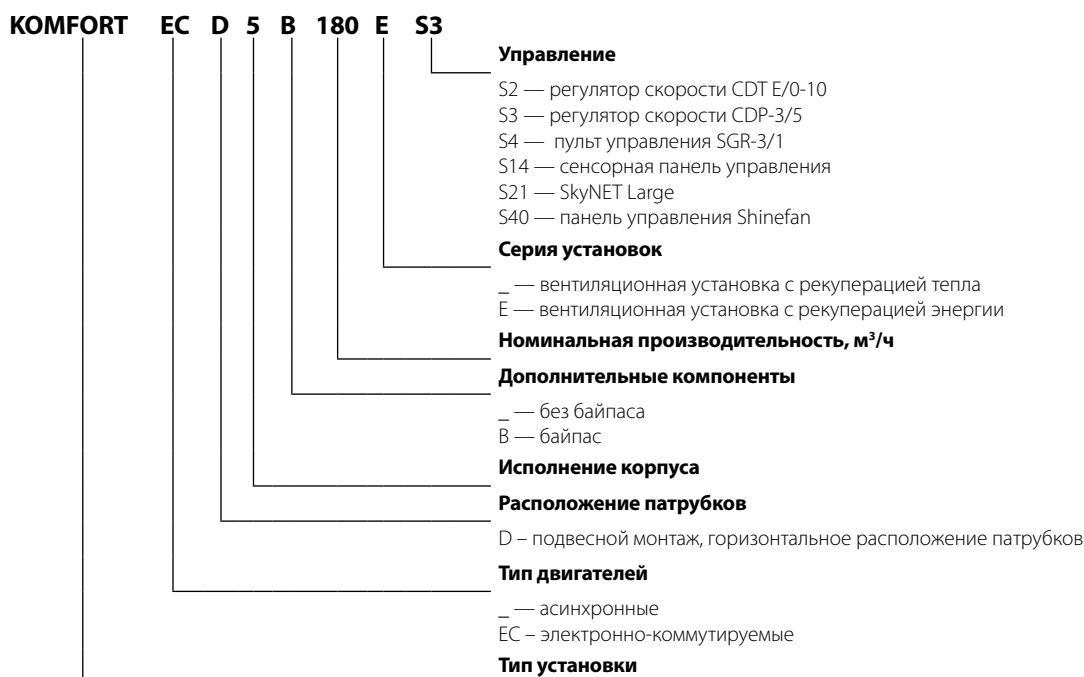 KOMFORT EC D 5 B 180 E S3
Управление
S2 — регулятор скорости CDT E/0-10
S3 — регулятор скорости CDP-3/5
S4 — пульт управления SGR-3/1
S14 — сенсорная панель управления
S21 — SkyNET Large
S40 — панель управления Shinefan
Серия установок
_ — вентиляционная установка с рекуперацией тепла
E — вентиляционная установка с рекуперацией энергии
Номинальная производительность, м³/ч
Дополнительные компоненты
_ — без байпаса
В — байпас
Исполнение корпуса
Расположение патрубков
D – подвесной монтаж, горизонтальное расположение патрубков
Тип двигателей
_ — асинхронные
EC – электронно-коммутируемые
Тип установки